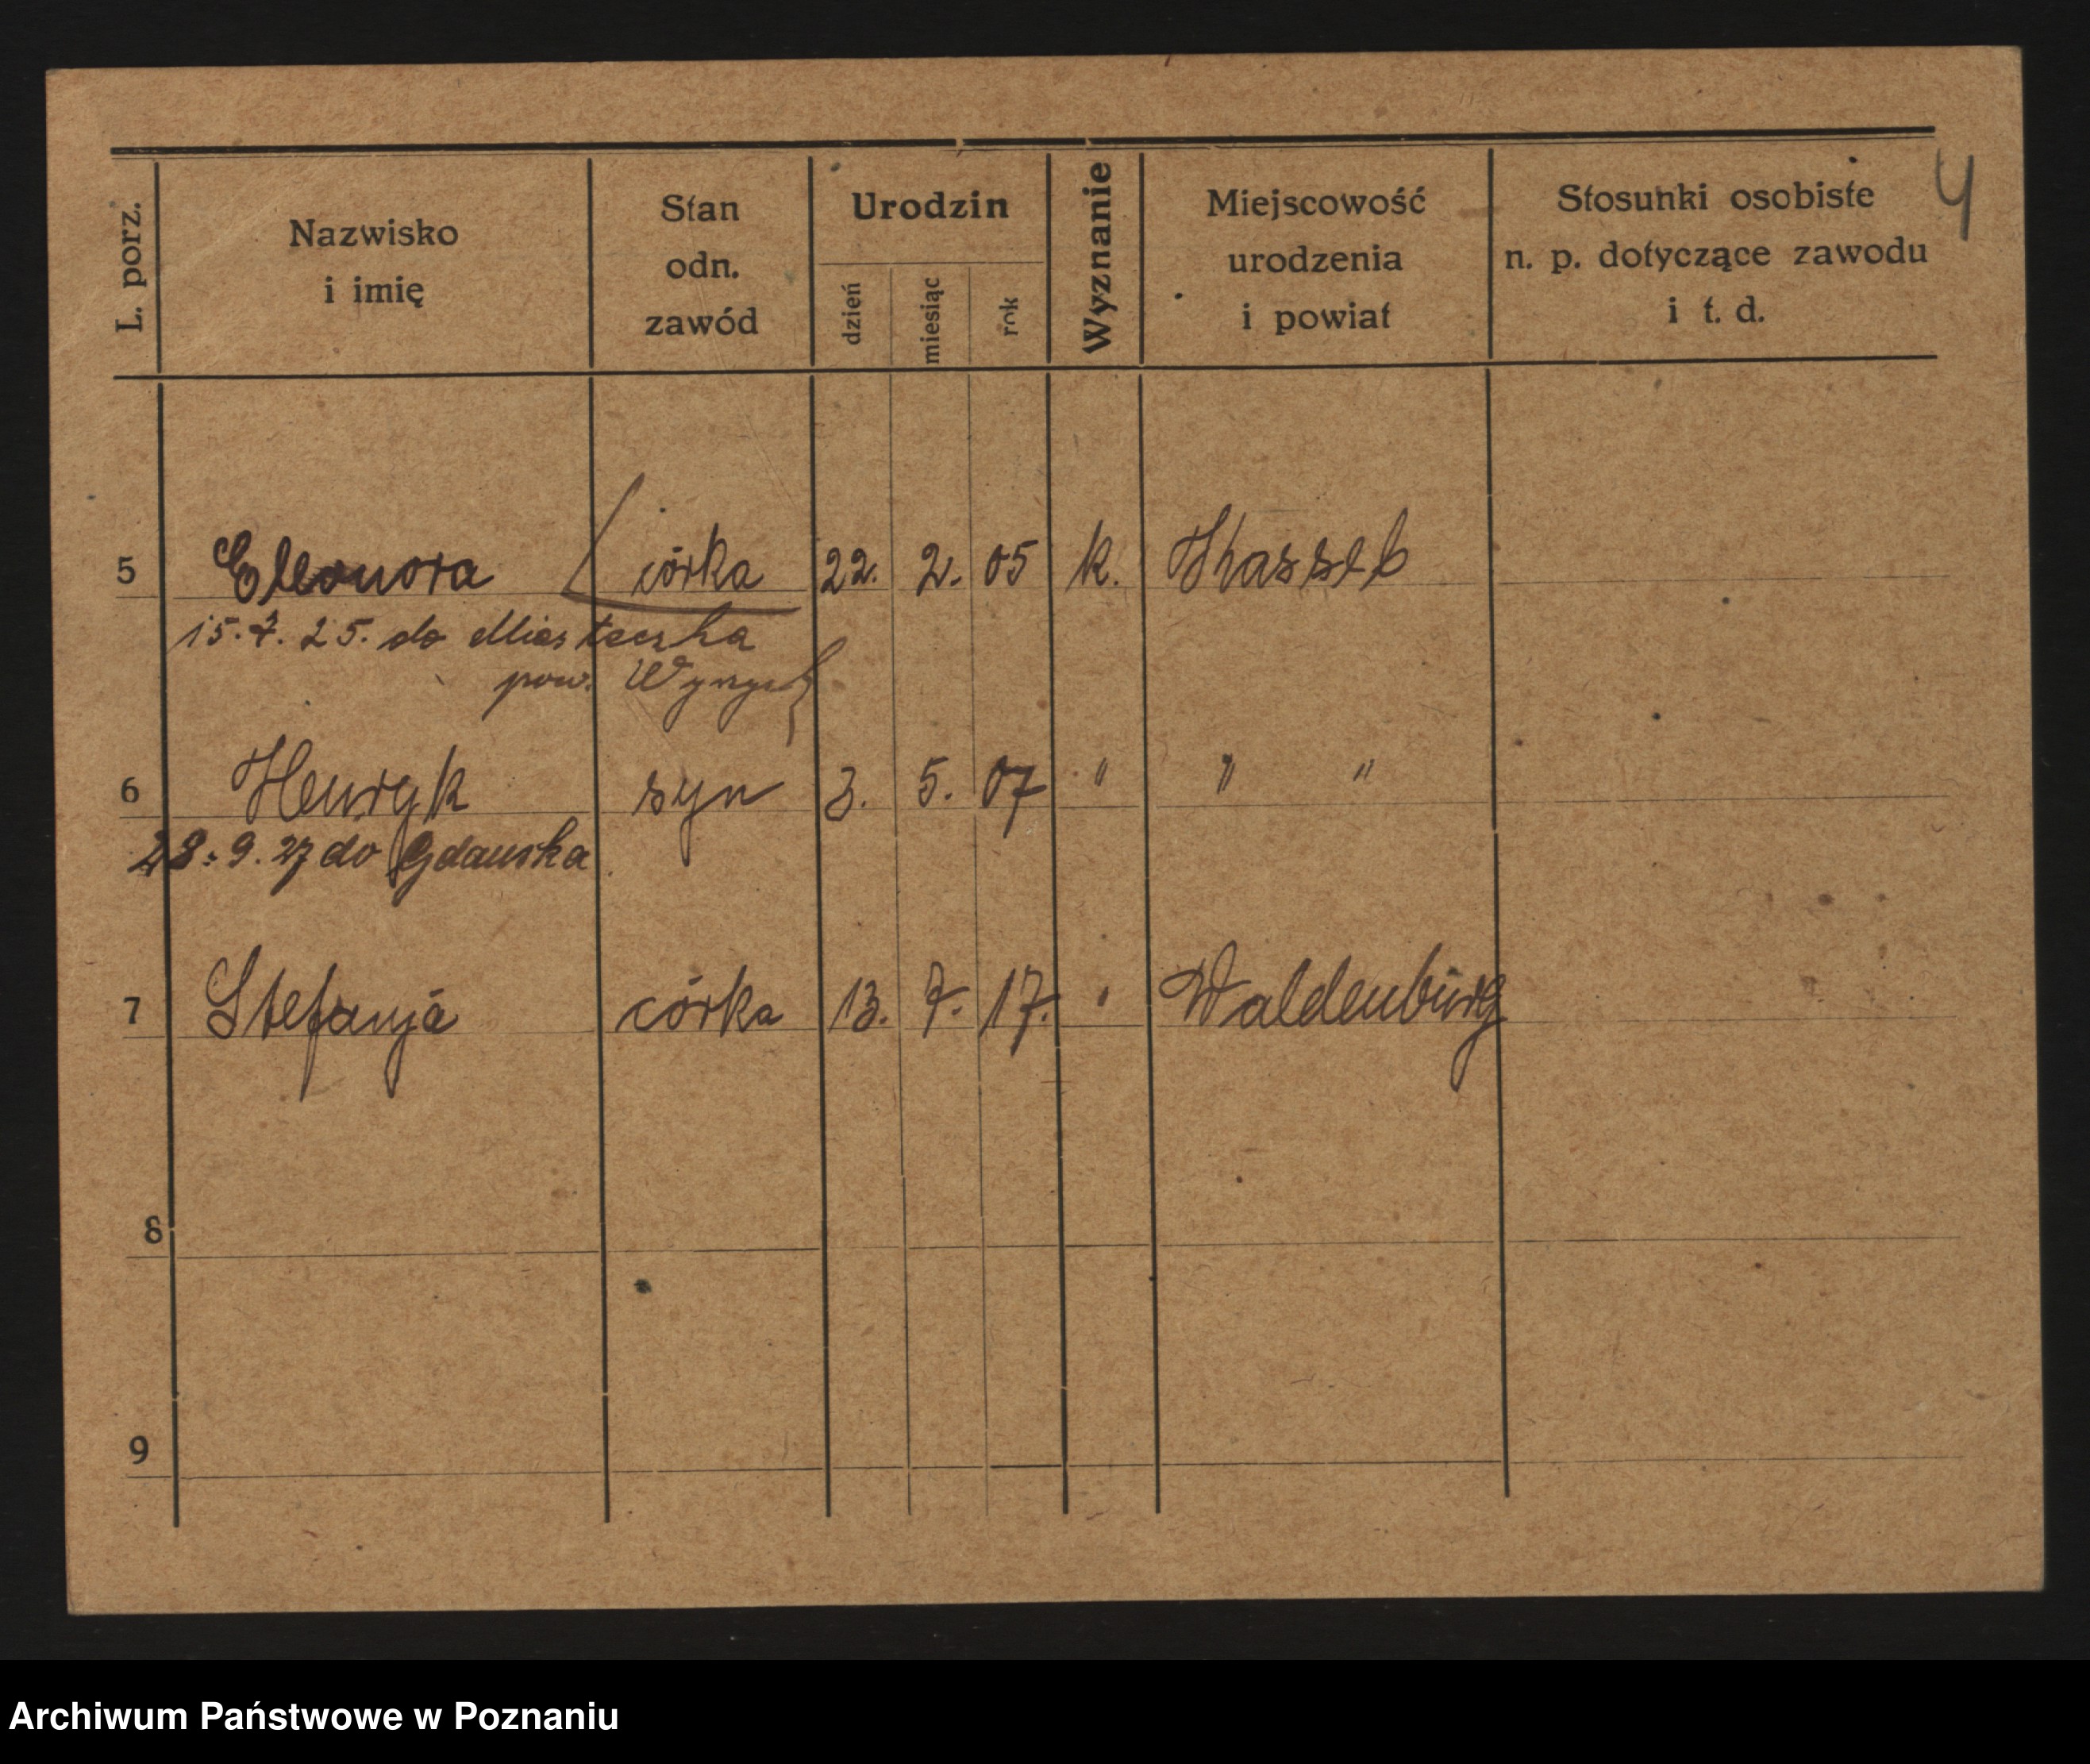 L. porz.
Nazwisko
i imię
Stan
odn.
zawód
Urodzin
dzień
miesiąc
rok
Wyznanie
Miejscowość
urodzenia
i powiat
Stosunki osobiste
n. p. dotyczące zawodu
i t. d.
4
5 Eleonora córka 22. 2. 05 k.
15. 7. 25. do Miasteczka
pow.
6 Henryk syn 3. 5. 07 " " "
28. 9. 27 do Gdańska
7 Stefanja córka 13. 7. 17. " Waldenburg
8
9
Archiwum Państwowe w Poznaniu